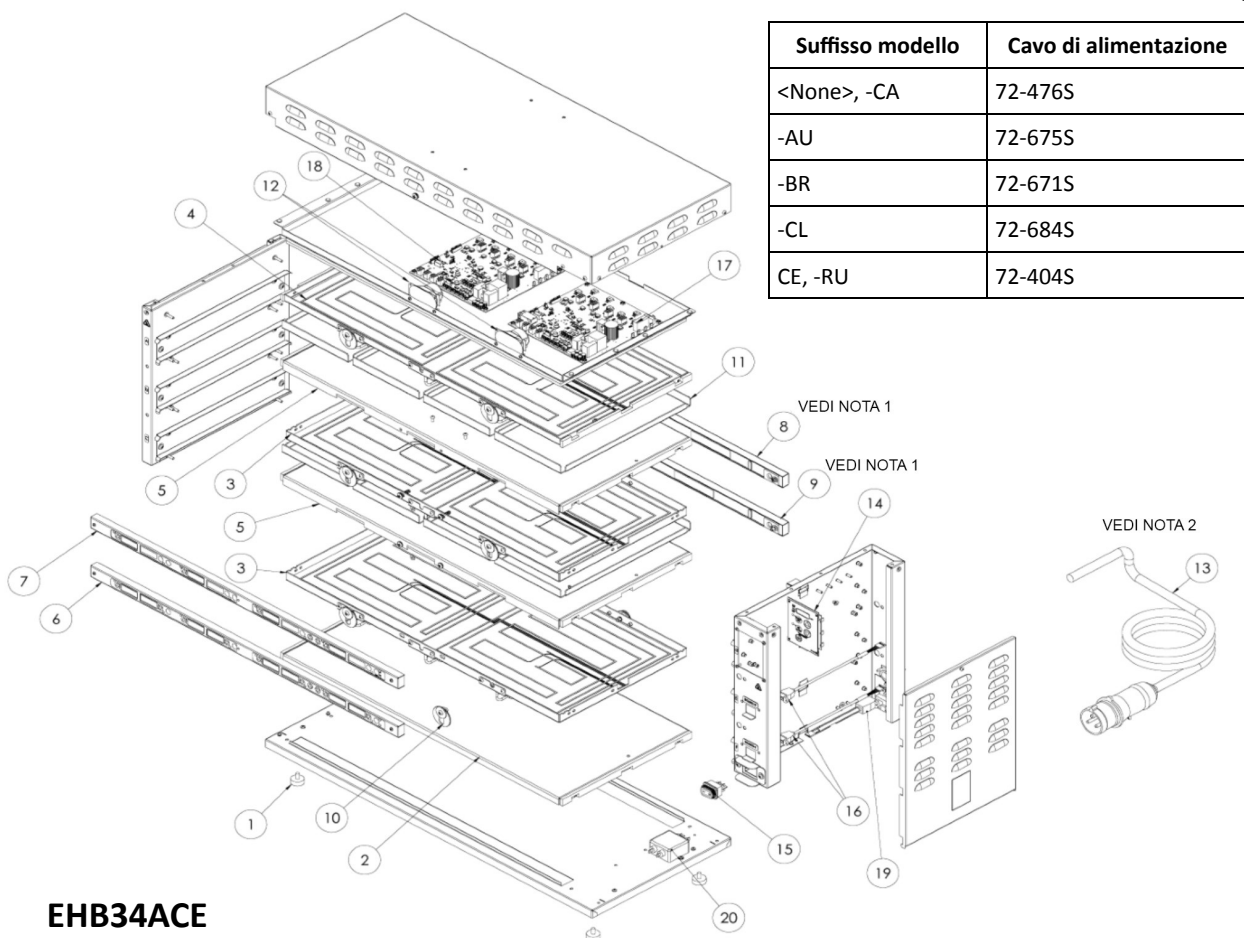 Suffisso modello Cavo di alimentazione
<None>, -CA 72-476S
-AU 72-675S
-BR 72-671S
-CL 72-684S
CE, -RU 72-404S
18
12
4
17
11
VEDI NOTA 1
8
VEDI NOTA 1
9
5
3
14
5
VEDI NOTA 2
13
7
3
6
16
1
10
15
2
19
20
EHB34ACE